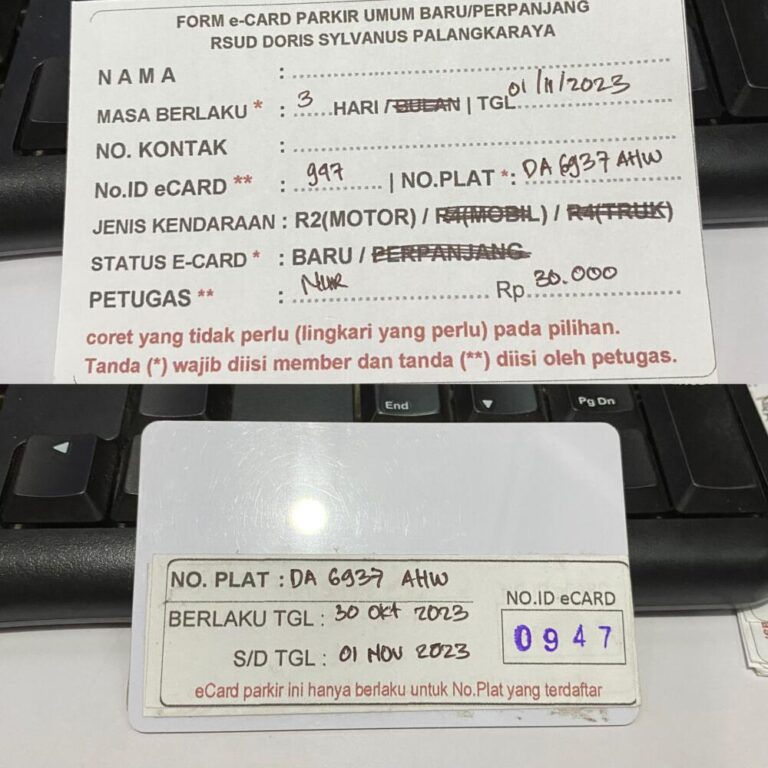 FORM e-CARD PARKIR UMUM BARU/PERPANJANG
RSUD DORIS SYLVANUS PALANGKARAYA
NAMA :
MASA BERLAKU * : 3 HARI / BULAN | TGL 01/11/2023
NO. KONTAK :
No.ID eCARD ** : 947 | NO.PLAT *: DA 6937 AHW
JENIS KENDARAAN : R2(MOTOR) / R4(MOBIL) / R4(TRUK)
STATUS E-CARD * : BARU / PERPANJANG
PETUGAS ** : NUR Rp. 30.000
coret yang tidak perlu (lingkari yang perlu) pada pilihan.
Tanda (*) wajib diisi member dan tanda (**) diisi oleh petugas.
End
Pg Dn
NO. PLAT : DA 6937 AHW
BERLAKU TGL : 30 OKT 2023
S/D TGL : 01 NOV 2023
NO.ID eCARD
0947
eCard parkir ini hanya berlaku untuk No.Plat yang terdaftar